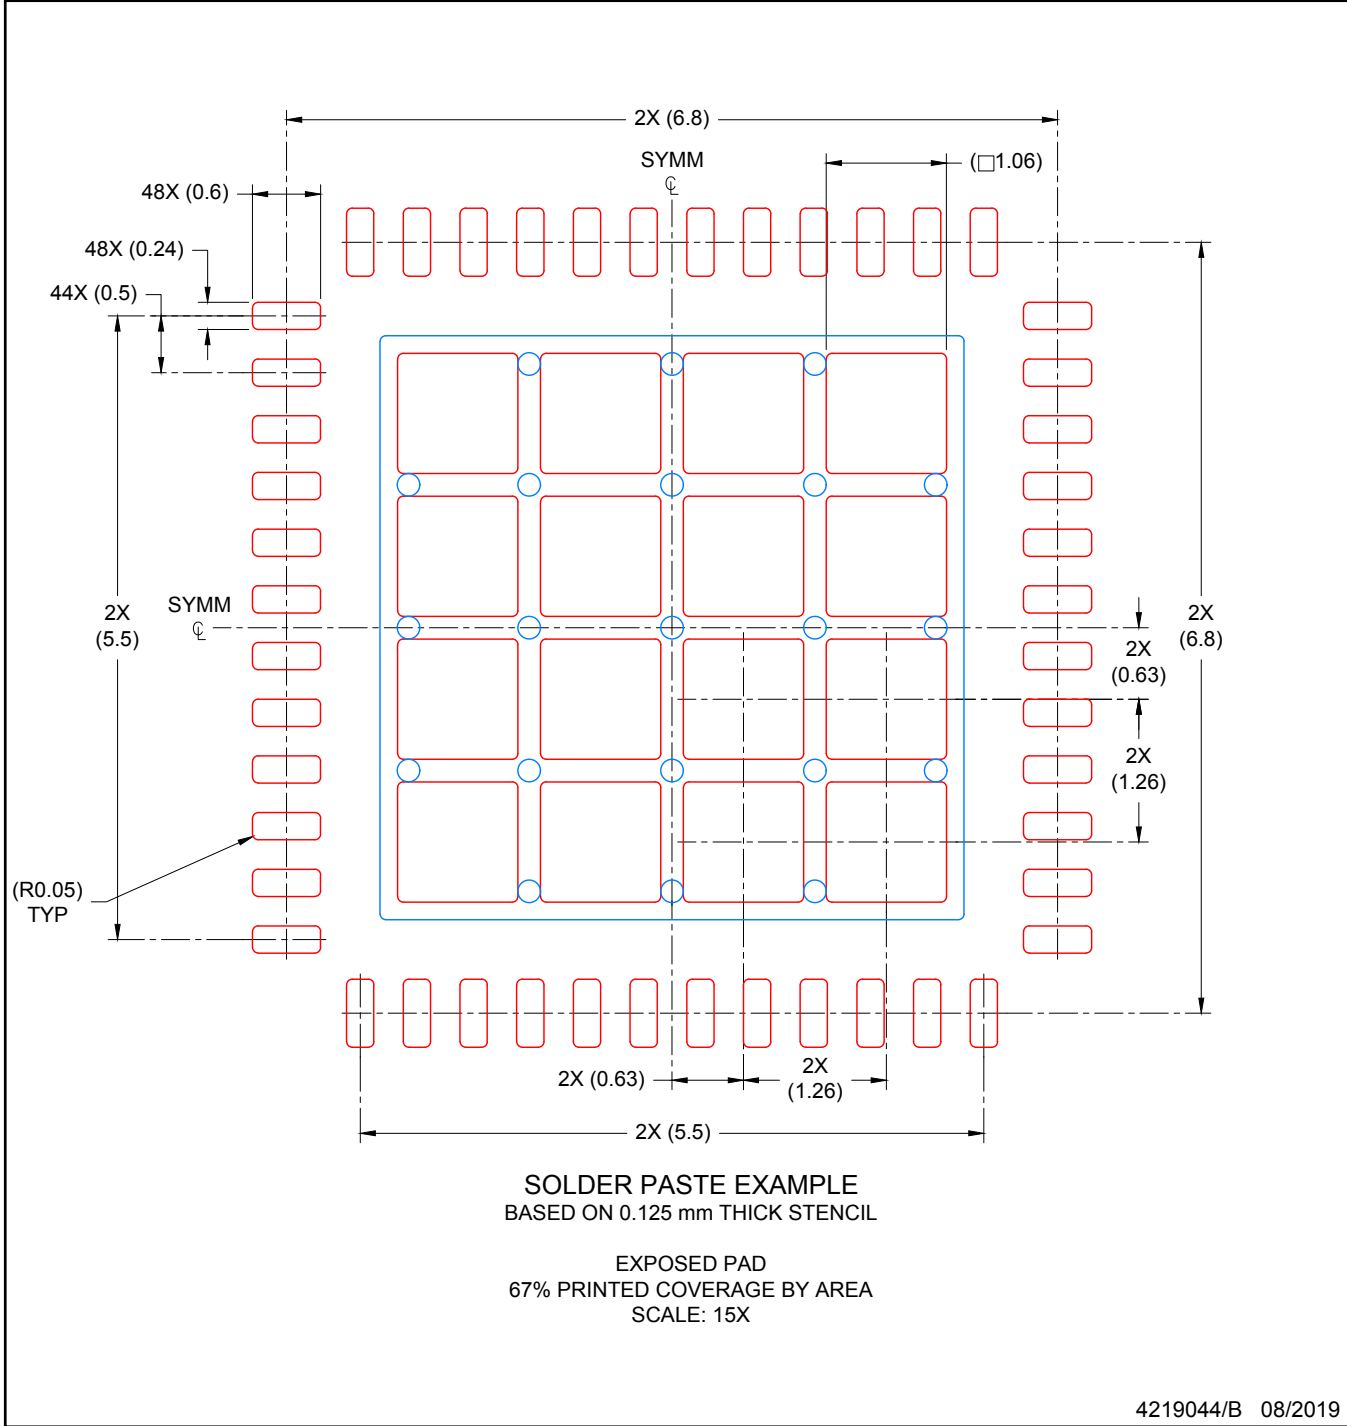 2X (6.8)
SYMM
℄
(□1.06)
48X (0.6)
48X (0.24)
44X (0.5)
SYMM
℄
2X
(5.5)
2X
(6.8)
2X
(0.63)
2X
(1.26)
(R0.05)
TYP
2X (0.63)
2X
(1.26)
2X (5.5)
SOLDER PASTE EXAMPLE
BASED ON 0.125 mm THICK STENCIL
EXPOSED PAD
67% PRINTED COVERAGE BY AREA
SCALE: 15X
4219044/B 08/2019